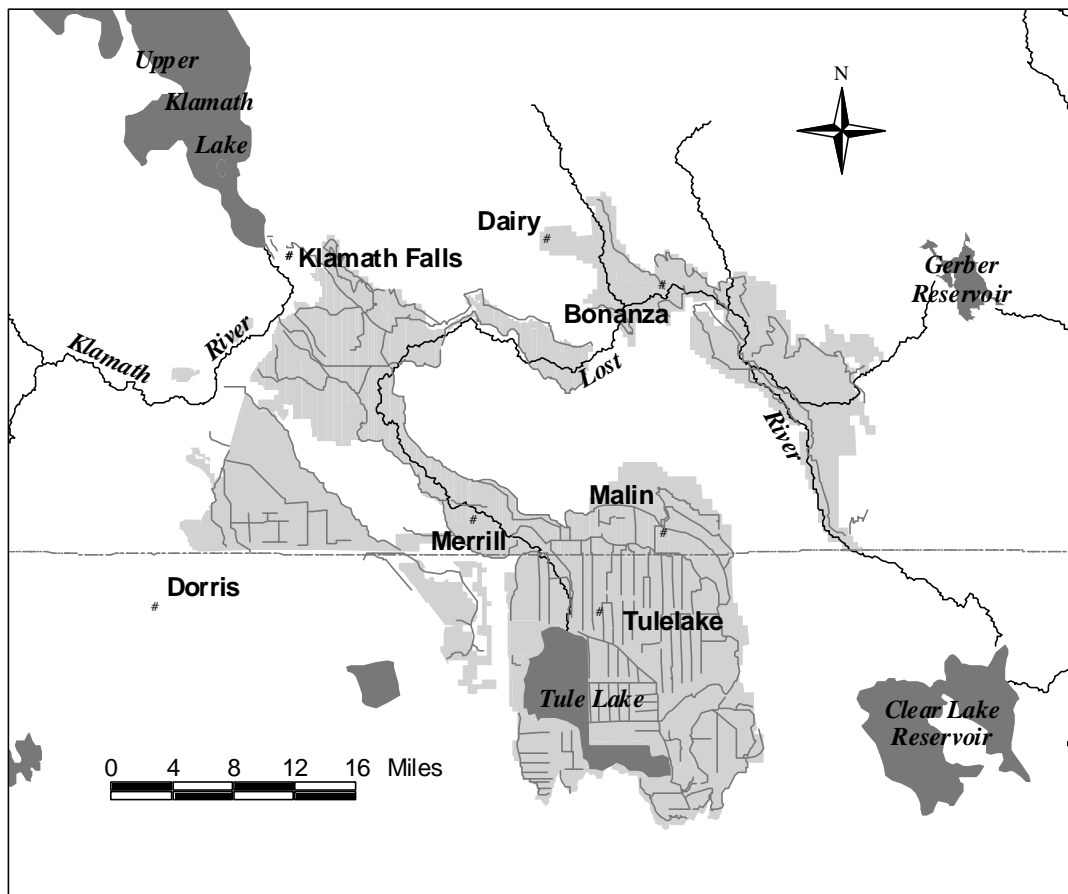 Upper
Klamath
Lake
N
Dairy
#
# Klamath Falls
#
Bonanza
Gerber
Reservoir
Klamath
River
Lost
River
Malin
#
#
Merrill
Dorris
#
#
Tulelake
Tule Lake
Clear Lake
Reservoir
0 4 8 12 16 Miles